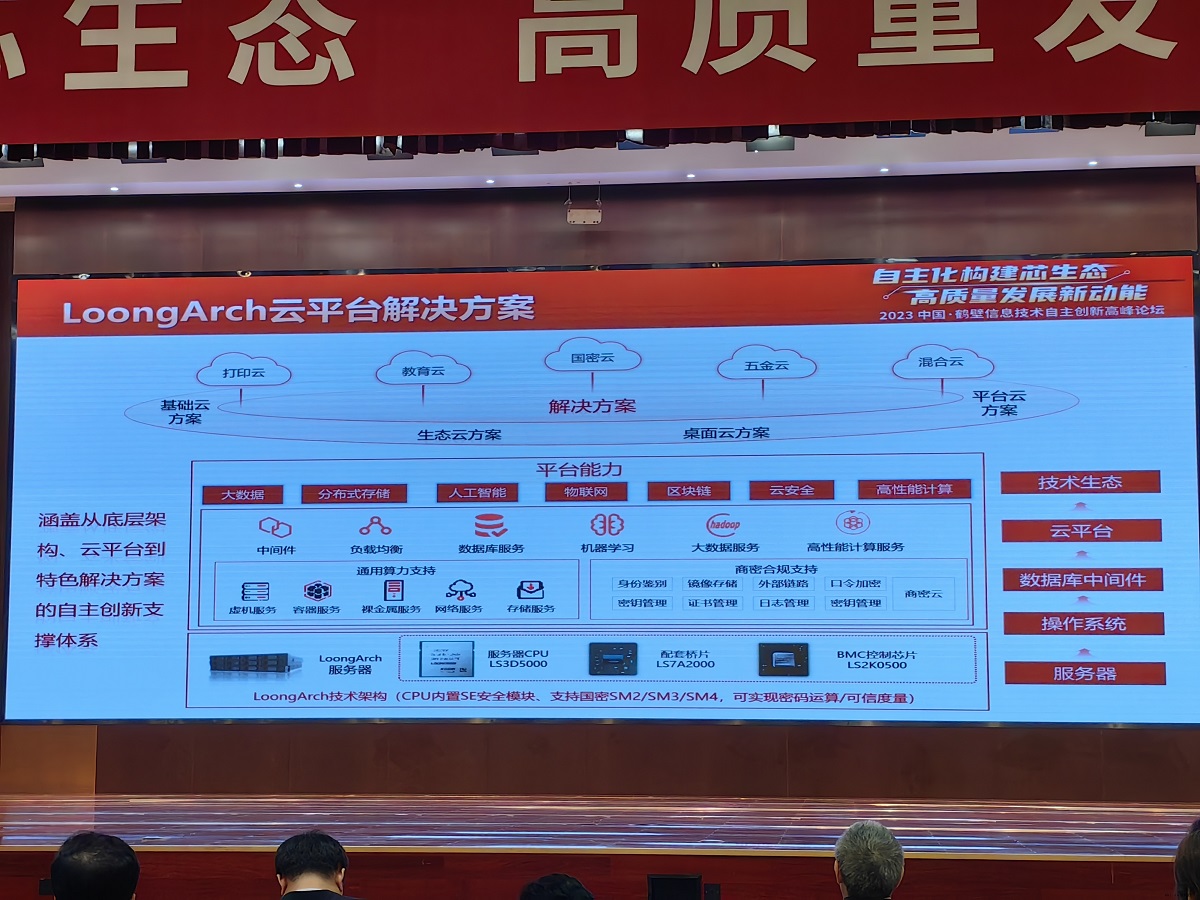 生态 高质量发
自主化构建芯生态
高质量发展新动能
2023 中国·鹤壁信息技术自主创新高峰论坛
LoongArch云平台解决方案
打印云
教育云
国密云
五金云
混合云
基础云
方案
解决方案
平台云
方案
生态云方案
桌面云方案
平台能力
大数据
分布式存储
人工智能
物联网
区块链
云安全
高性能计算
中间件
负载均衡
数据库服务
机器学习
hadoop
大数据服务
高性能计算服务
通用算力支持
虚机服务
容器服务
裸金属服务
网络服务
存储服务
商密合规支持
身份鉴别
镜像存储
外部链路
口令加密
密钥管理
证书管理
日志管理
密钥管理
商密云
LoongArch
服务器
服务器CPU
LS3D5000
配套桥片
LS7A2000
BMC控制芯片
LS2K0500
LoongArch技术架构（CPU内置SE安全模块、支持国密SM2/SM3/SM4，可实现密码运算/可信度量）
涵盖从底层架
构、云平台到
特色解决方案
的自主创新支
撑体系
技术生态
云平台
数据库中间件
操作系统
服务器